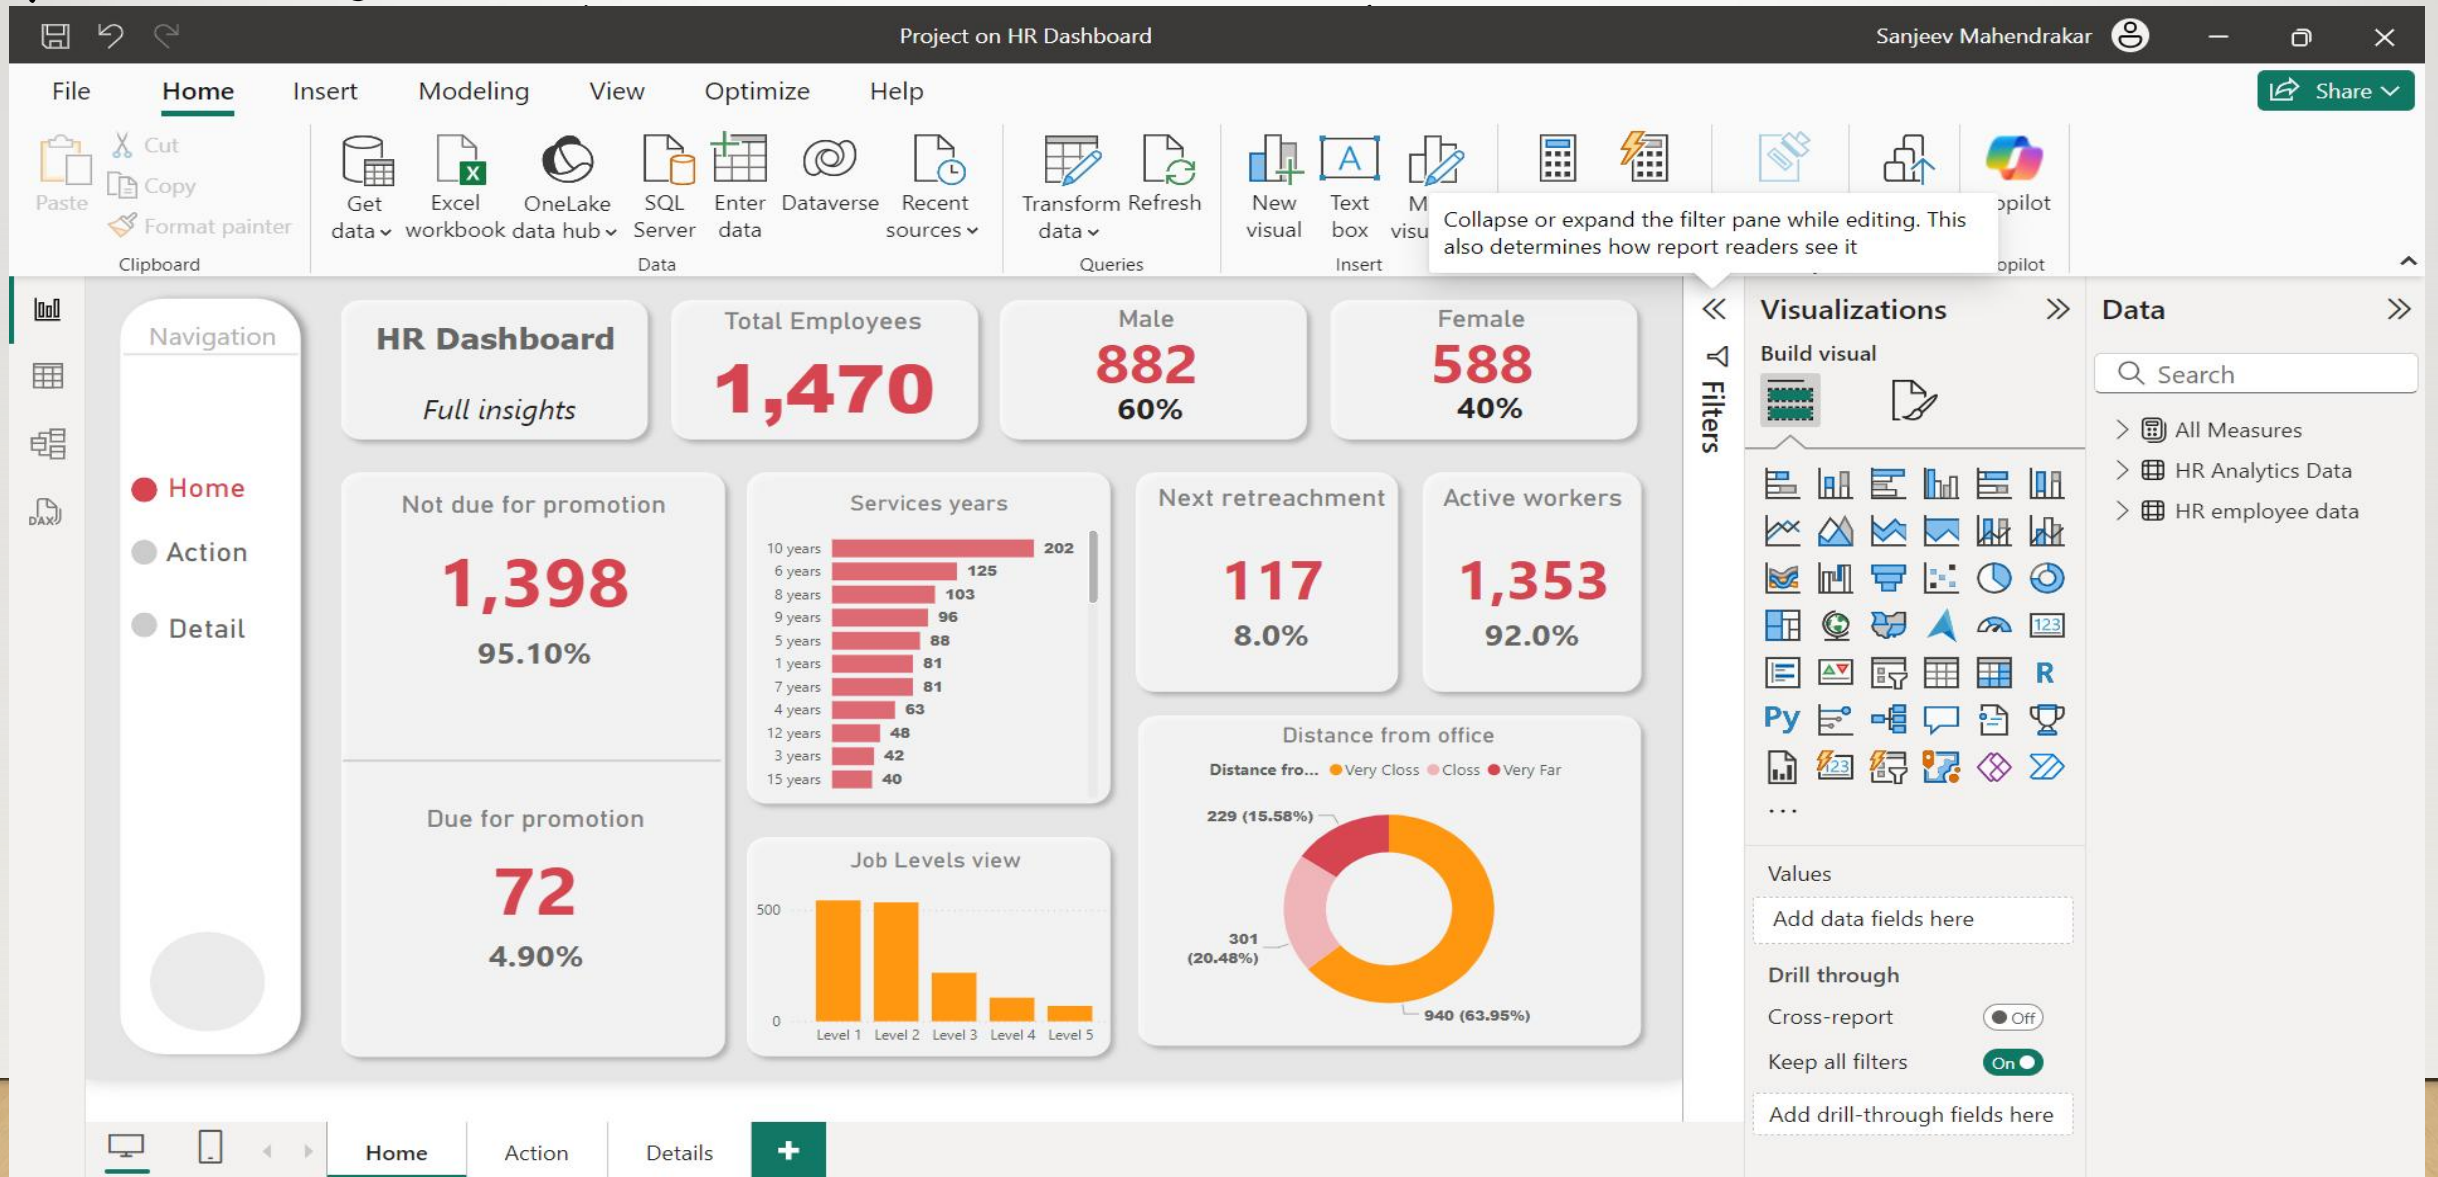 Project on HR Dashboard
Sanjeev Mahendrakar
File
Home
Insert
Modeling
View
Optimize
Help
Share
Paste
Cut
Copy
Format painter
Clipboard
Get data
Excel workbook
OneLake data hub
SQL Server
Enter data
Dataverse
Recent sources
Data
Transform data
Refresh
Queries
New visual
Text box
Insert
Collapse or expand the filter pane while editing. This
also determines how report readers see it
Navigation
Home
Action
Detail
HR Dashboard
Full insights
Total Employees
1,470
Male
882
60%
Female
588
40%
Not due for promotion
1,398
95.10%
Due for promotion
72
4.90%
Services years
10 years 202
6 years 125
8 years 103
9 years 96
5 years 88
1 years 81
7 years 81
4 years 63
12 years 48
3 years 42
15 years 40
Next retreachment
117
8.0%
Active workers
1,353
92.0%
Job Levels view
500
0
Level 1 Level 2 Level 3 Level 4 Level 5
Distance from office
Distance fro... Very Closs Closs Very Far
229 (15.58%)
301
(20.48%)
940 (63.95%)
Filters
Visualizations
Build visual
123
R
Py
123
...
Values
Add data fields here
Drill through
Cross-report
Off
Keep all filters
On
Add drill-through fields here
Data
Search
All Measures
HR Analytics Data
HR employee data
DAX
A
X
Home
Action
Details
+